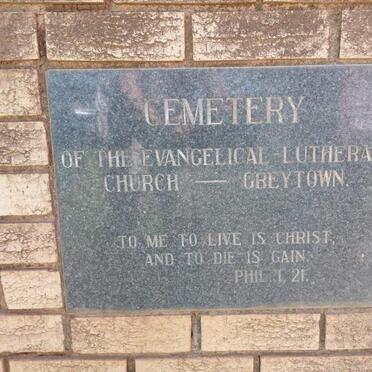 CEMETERY
OF THE EVANGELICAL-LUTHERA
CHURCH — GREYTOWN.
TO ME TO LIVE IS CHRIST,
AND TO DIE IS GAIN.
PHIL. 1, 21.